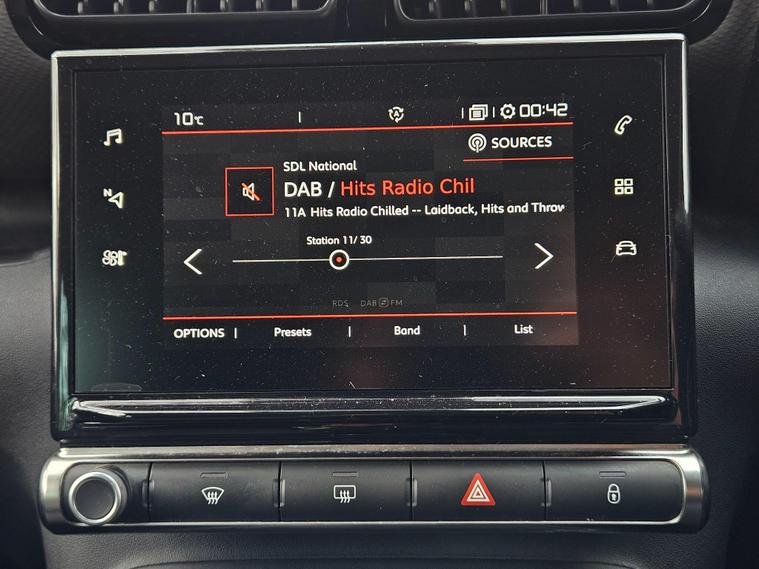 10°C
00:42
SOURCES
SDL National
DAB / Hits Radio Chil
11A Hits Radio Chilled -- Laidback, Hits and Throw
Station 11/ 30
N
RDS DAB FM
OPTIONS | Presets | Band | List